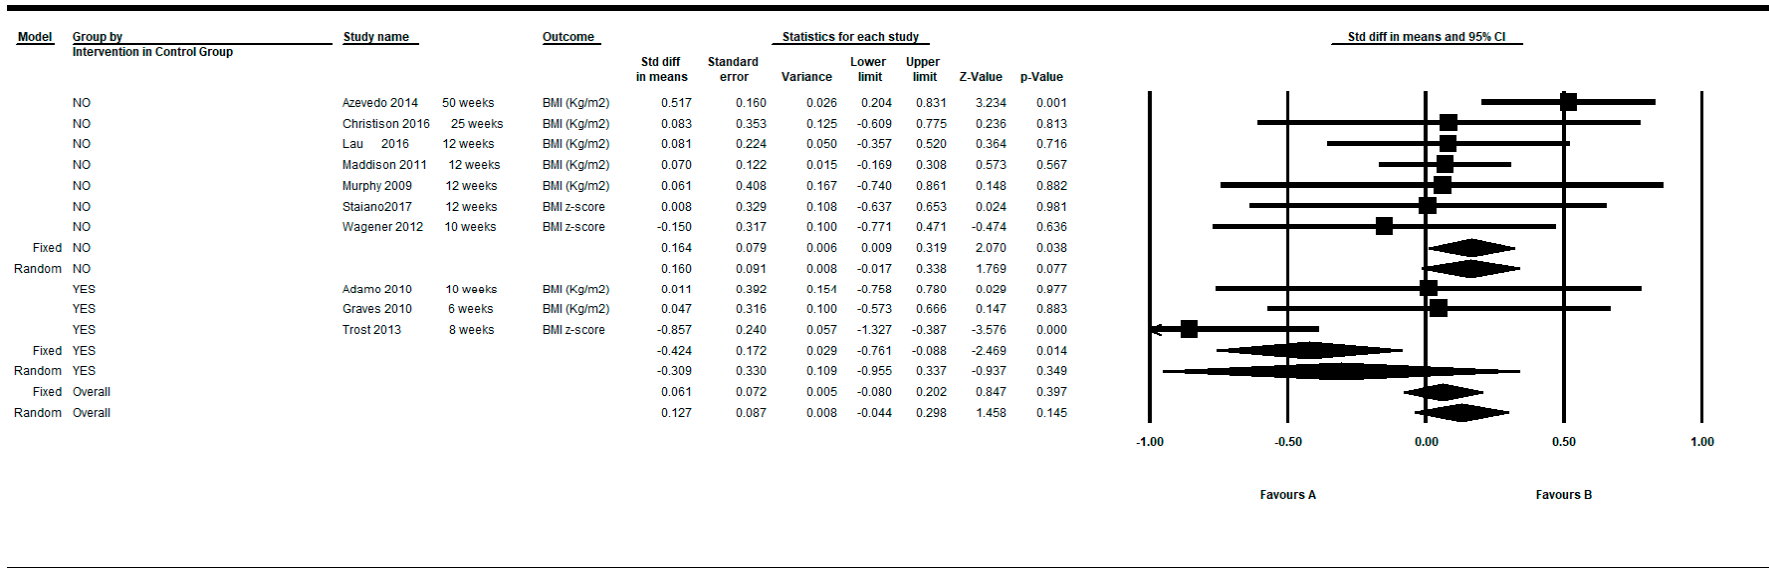 Model Group by Study name Outcome Statistics for each study Std diff in means and 95% CI
Intervention in Control Group
Std diff Standard Lower Upper
in means error Variance limit limit Z-Value p-Value
NO Azevedo 2014 50 weeks BMI (Kg/m2) 0.517 0.160 0.026 0.204 0.831 3.234 0.001
NO Christison 2016 25 weeks BMI (Kg/m2) 0.083 0.353 0.125 -0.609 0.775 0.236 0.813
NO Lau 2016 12 weeks BMI (Kg/m2) 0.081 0.224 0.050 -0.357 0.520 0.364 0.716
NO Maddison 2011 12 weeks BMI (Kg/m2) 0.070 0.122 0.015 -0.169 0.308 0.573 0.567
NO Murphy 2009 12 weeks BMI (Kg/m2) 0.061 0.408 0.167 -0.740 0.861 0.148 0.882
NO Staiano2017 12 weeks BMI z-score 0.008 0.329 0.108 -0.637 0.653 0.024 0.981
NO Wagener 2012 10 weeks BMI z-score -0.150 0.317 0.100 -0.771 0.471 -0.474 0.636
Fixed NO 0.164 0.079 0.006 0.009 0.319 2.070 0.038
Random NO 0.160 0.091 0.008 -0.017 0.338 1.769 0.077
YES Adamo 2010 10 weeks BMI (Kg/m2) 0.011 0.392 0.154 -0.758 0.780 0.029 0.977
YES Graves 2010 6 weeks BMI (Kg/m2) 0.047 0.316 0.100 -0.573 0.666 0.147 0.883
YES Trost 2013 8 weeks BMI z-score -0.857 0.240 0.057 -1.327 -0.387 -3.576 0.000
Fixed YES -0.424 0.172 0.029 -0.761 -0.088 -2.469 0.014
Random YES -0.309 0.330 0.109 -0.955 0.337 -0.937 0.349
Fixed Overall 0.061 0.072 0.005 -0.080 0.202 0.847 0.397
Random Overall 0.127 0.087 0.008 -0.044 0.298 1.458 0.145
-1.00 -0.50 0.00 0.50 1.00
Favours A Favours B